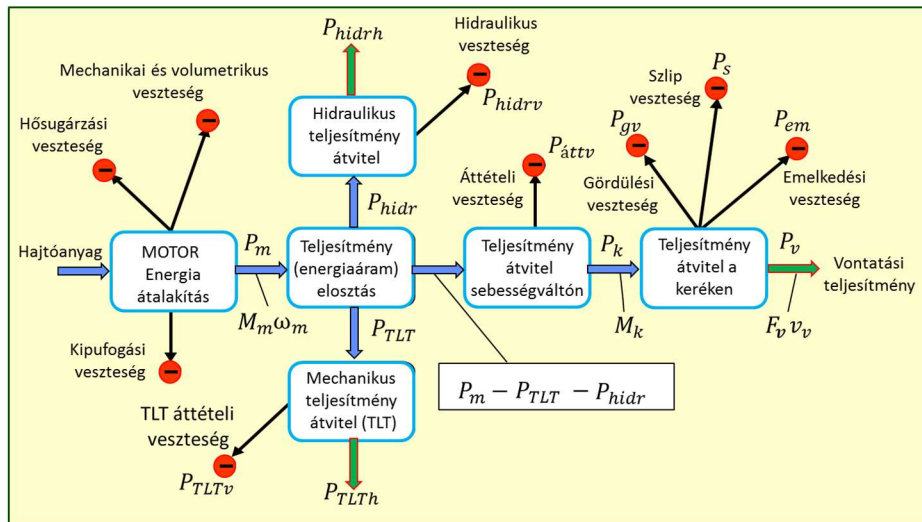 P_hidrh
Hidraulikus
veszteség
P_hidrv
Mechanikai és volumetrikus
veszteség
Hősugárzási
veszteség
Hidraulikus
teljesítmény
átvitel
P_hidr
Szlip
veszteség
P_s
P_gv
P_em
Gördülési
veszteség
Emelkedési
veszteség
P_áttv
Áttételi
veszteség
Hajtóanyag
MOTOR
Energia
átalakítás
P_m
M_mω_m
Teljesítmény
(energiaáram)
elosztás
Teljesítmény
átvitel
sebességváltón
P_k
M_k
Teljesítmény
átvitel a
keréken
P_v
Vontatási
teljesítmény
F_v v_v
Kipufogási
veszteség
P_TLT
Mechanikus
teljesítmény
átvitel (TLT)
P_m − P_TLT − P_hidr
TLT áttételi
veszteség
P_TLTv
P_TLTh